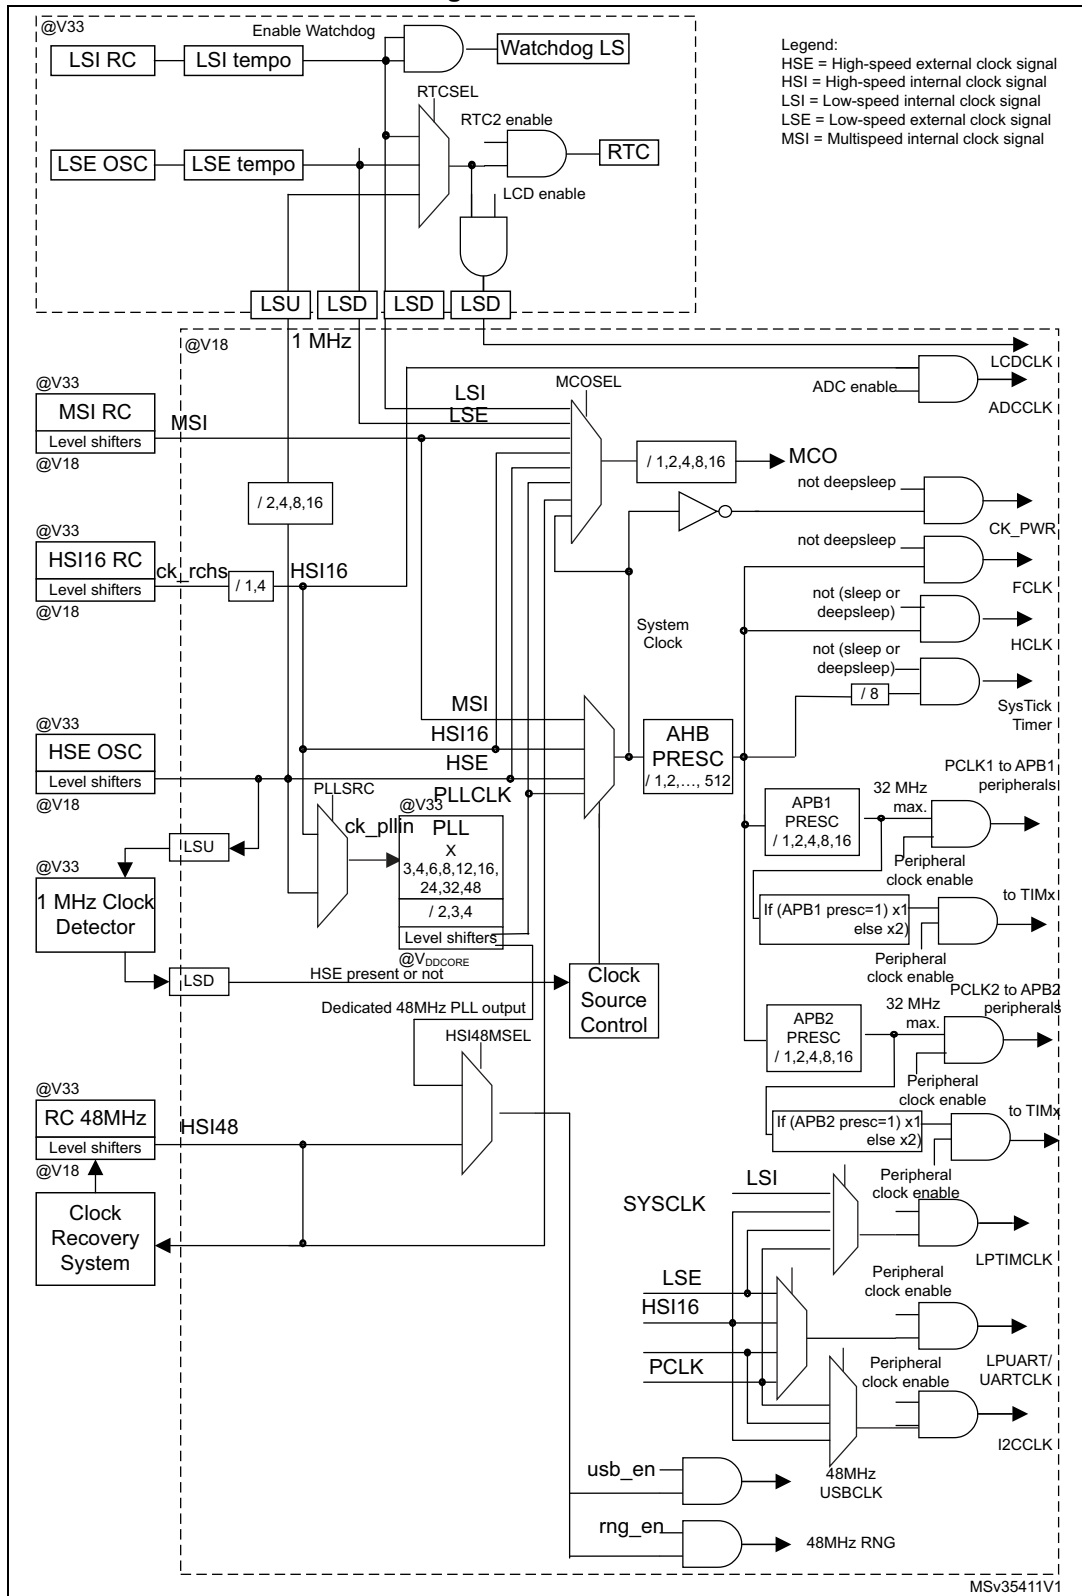 @V33
Enable Watchdog
LSI RC
LSI tempo
Watchdog LS
Legend:
HSE = High-speed external clock signal
HSI = High-speed internal clock signal
LSI = Low-speed internal clock signal
LSE = Low-speed external clock signal
MSI = Multispeed internal clock signal
RTCSEL
RTC2 enable
LSE OSC
LSE tempo
RTC
LCD enable
LSU
LSD
LSD
LSD
@V18
1 MHz
LCDCLK
@V33
MSI RC
Level shifters
@V18
MSI
LSI
LSE
MCOSEL
ADC enable
ADCCLK
/ 1,2,4,8,16
MCO
/ 2,4,8,16
not deepsleep
CK_PWR
@V33
HSI16 RC
Level shifters
@V18
ck_rchs
/ 1,4
HSI16
not deepsleep
FCLK
not (sleep or
deepsleep)
HCLK
System
Clock
not (sleep or
deepsleep)
/ 8
SysTick
Timer
MSI
HSI16
HSE
PLLCLK
@V33
HSE OSC
Level shifters
@V18
AHB
PRESC
/ 1,2,…, 512
PCLK1 to APB1
peripherals
32 MHz
max.
APB1
PRESC
/ 1,2,4,8,16
Peripheral
clock enable
PLLSRC
ck_pllin
@V33
PLL
X
3,4,6,8,12,16,
24,32,48
/ 2,3,4
Level shifters
@VDDCORE
LSU
@V33
1 MHz Clock
Detector
to TIMx
If (APB1 presc=1) x1
else x2)
Peripheral
clock enable
LSD
HSE present or not
Clock
Source
Control
Dedicated 48MHz PLL output
PCLK2 to APB2
peripherals
32 MHz
max.
APB2
PRESC
/ 1,2,4,8,16
Peripheral
clock enable
HSI48MSEL
@V33
RC 48MHz
Level shifters
@V18
HSI48
to TIMx
If (APB2 presc=1) x1
else x2)
Peripheral
clock enable
Clock
Recovery
System
LSI
SYSCLK
LPTIMCLK
LSE
HSI16
PCLK
Peripheral
clock enable
LPUART/
UARTCLK
Peripheral
clock enable
I2CCLK
usb_en
48MHz
USBCLK
rng_en
48MHz RNG
MSv35411V1